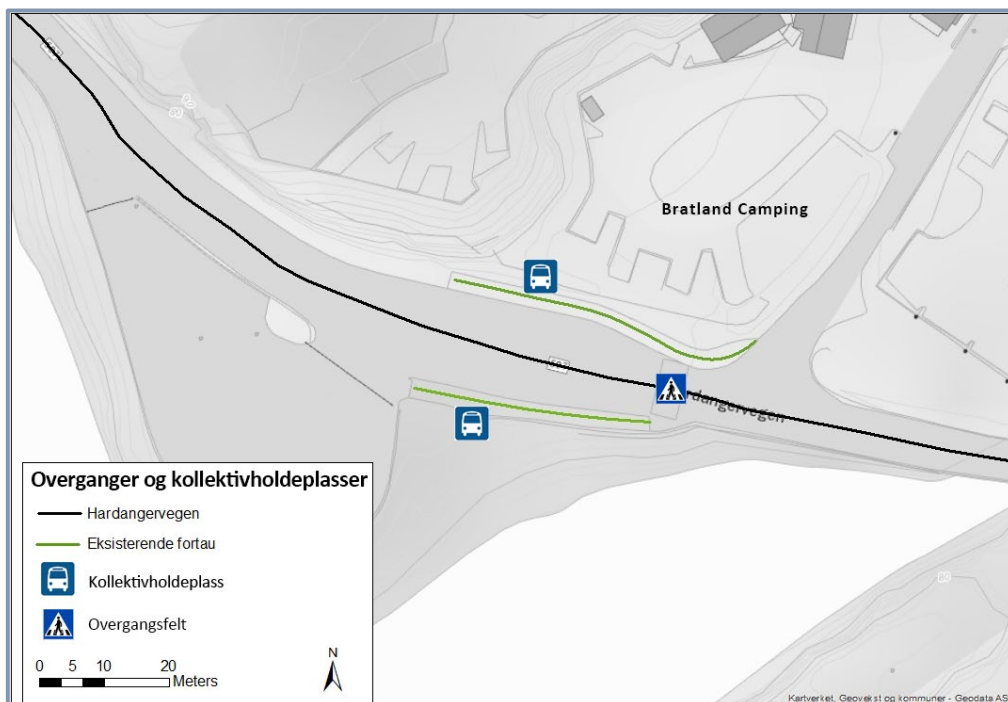 Bratland Camping
Hardangervegen
Overganger og kollektivholdeplasser
Hardangervegen
Eksisterende fortau
Kollektivholdeplass
Overgangsfelt
0 5 10 20
Meters
N
Kartverket, Geovekst og kommuner - Geodata AS